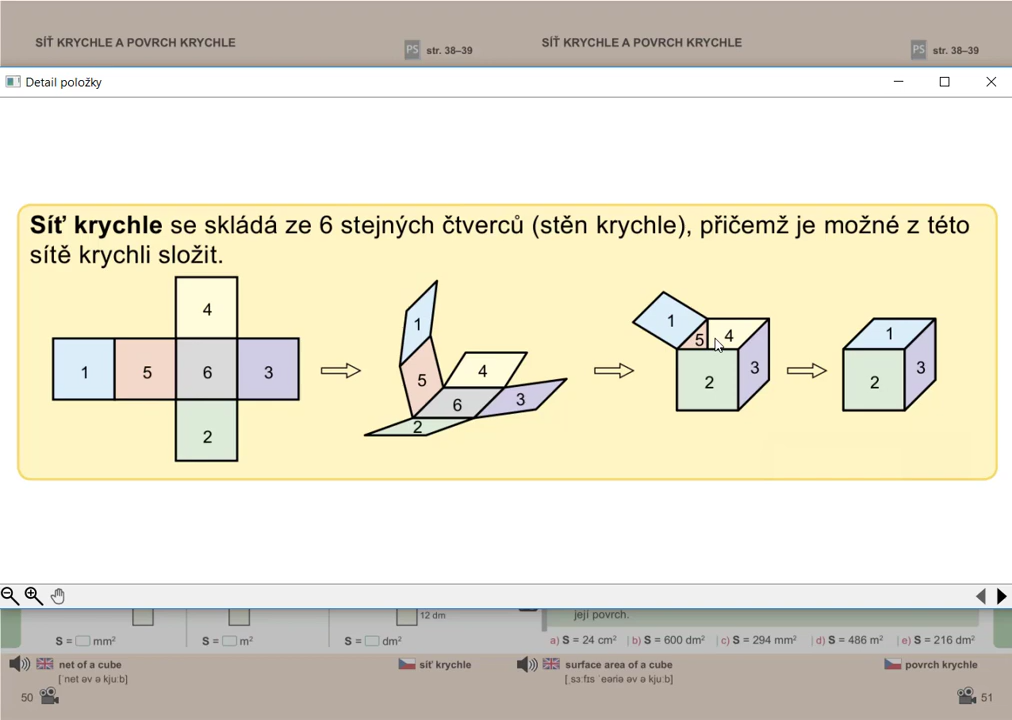 SÍŤ KRYCHLE A POVRCH KRYCHLE
PS str. 38–39
SÍŤ KRYCHLE A POVRCH KRYCHLE
PS str. 38–39
Detail položky
Síť krychle se skládá ze 6 stejných čtverců (stěn krychle), přičemž je možné z této
sítě krychli složit.
4
1 5 6 3
2
1
5 4
6 3
2
1
5 4
2 3
1
2 3
12 dm
její povrch.
S = mm²
S = m²
S = dm²
a) S = 24 cm² | b) S = 600 dm² | c) S = 294 mm² | d) S = 486 m² | e) S = 216 dm²
net of a cube
[ˈnet əv ə kjuːb]
síť krychle
surface area of a cube
[ˌsɜːfɪs ˈeəriə əv ə kjuːb]
povrch krychle
50
51